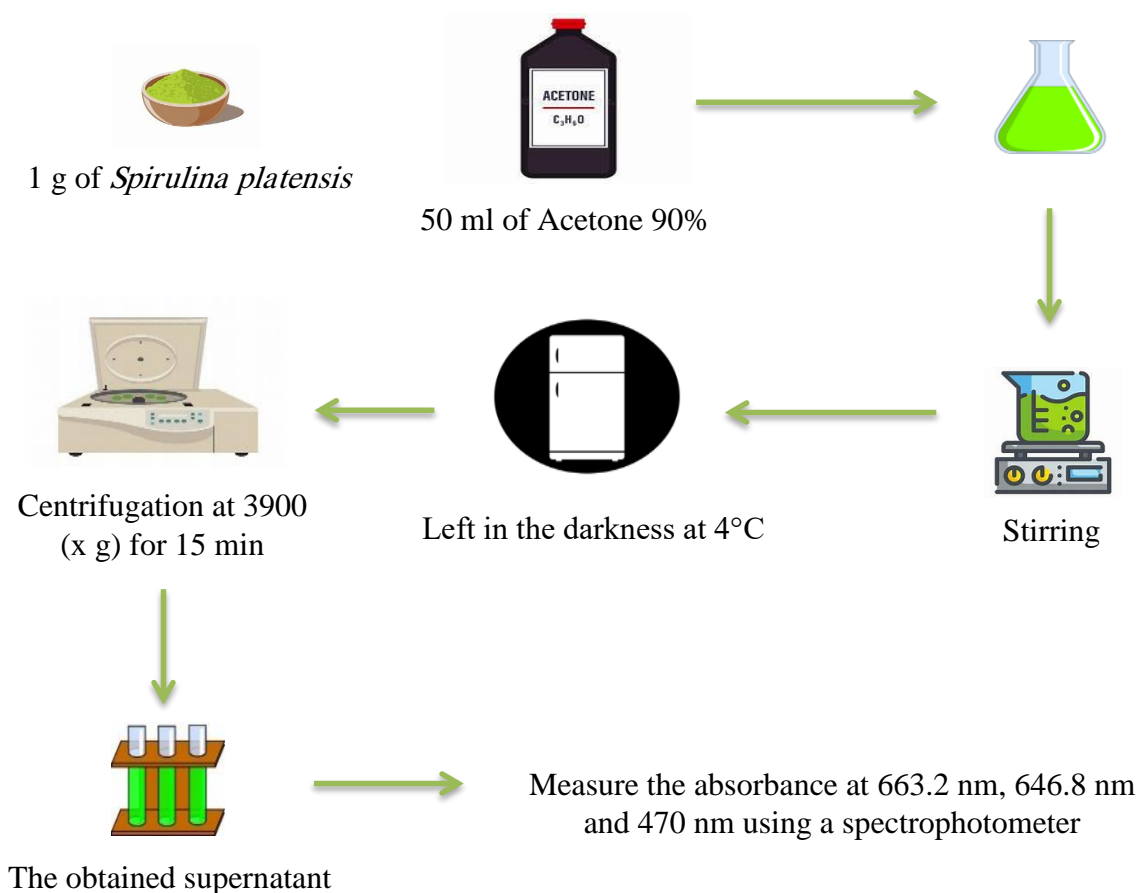 ACETONE
C₃H₆O
1 g of Spirulina platensis
50 ml of Acetone 90%
Centrifugation at 3900
(x g) for 15 min
Left in the darkness at 4°C
Stirring
The obtained supernatant
Measure the absorbance at 663.2 nm, 646.8 nm
and 470 nm using a spectrophotometer